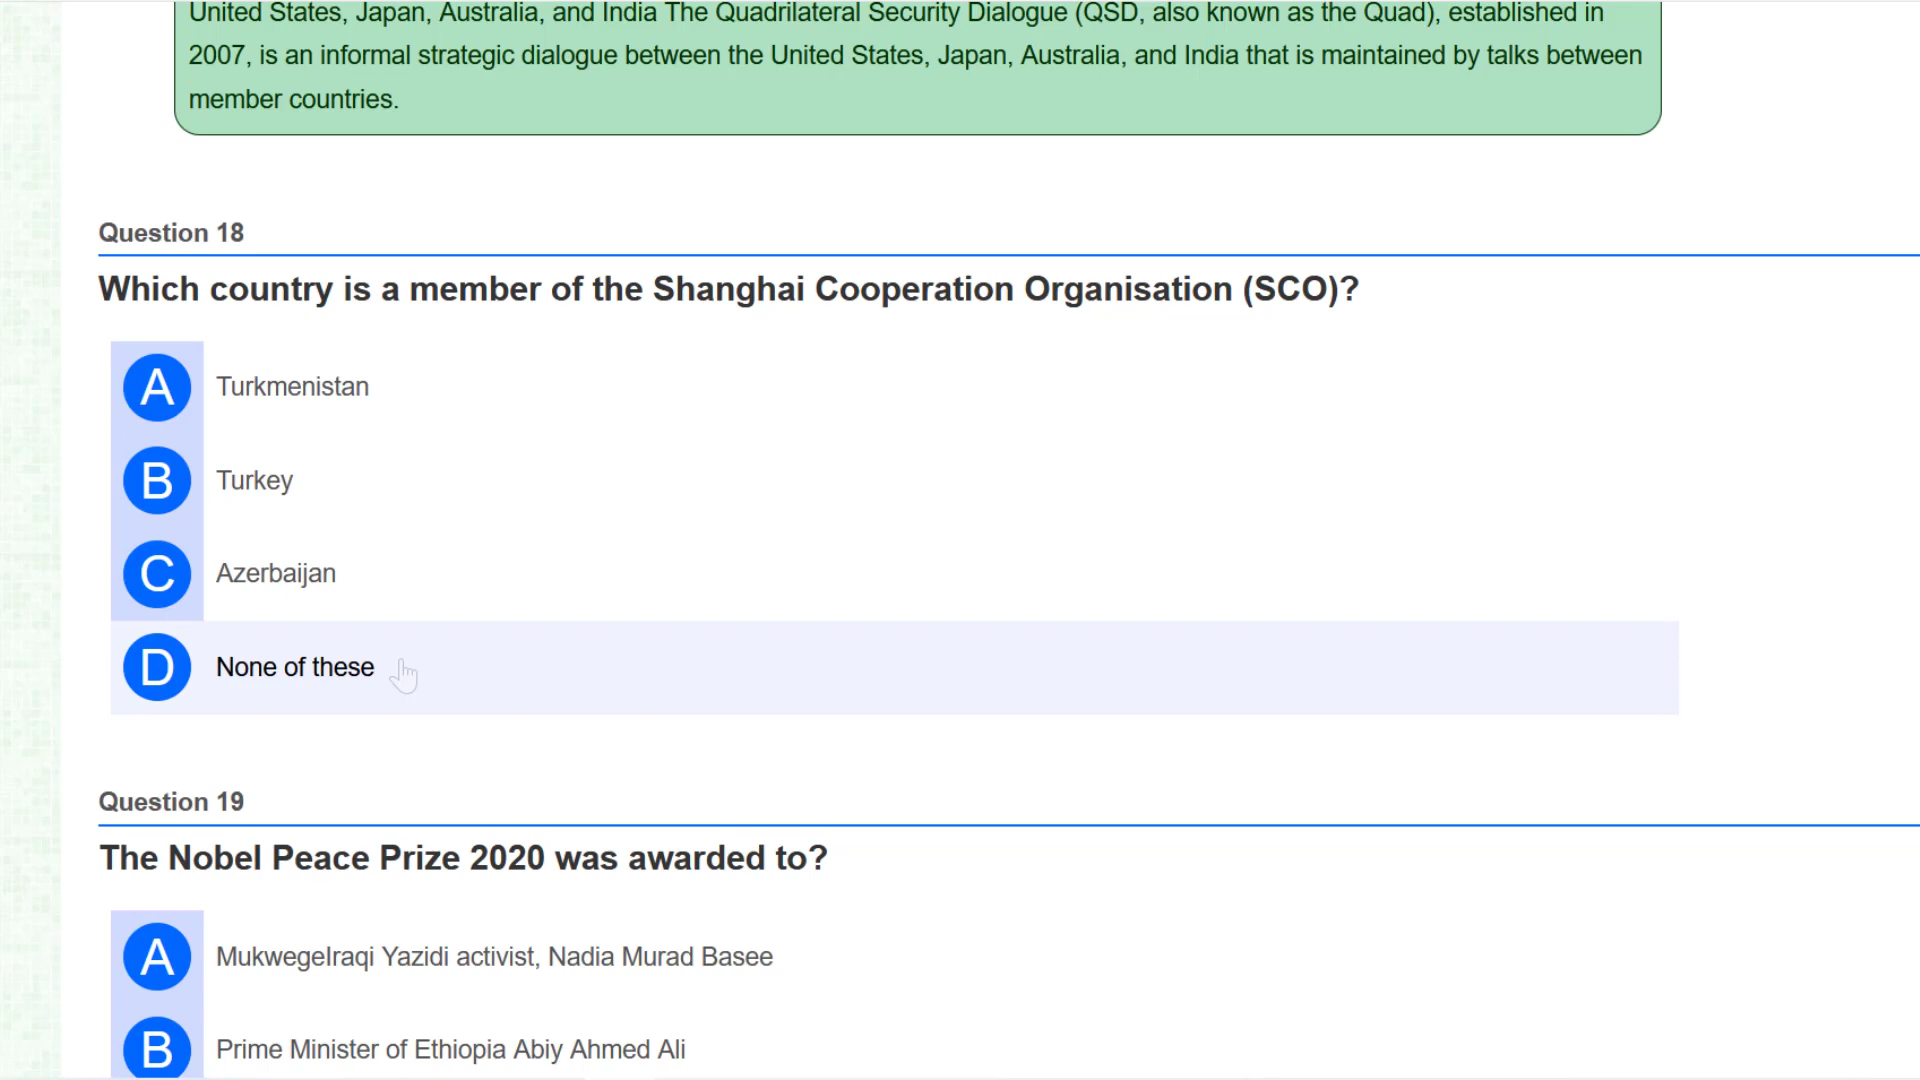 United States, Japan, Australia, and India The Quadrilateral Security Dialogue (QSD, also known as the Quad), established in
2007, is an informal strategic dialogue between the United States, Japan, Australia, and India that is maintained by talks between
member countries.
Question 18
Which country is a member of the Shanghai Cooperation Organisation (SCO)?
A Turkmenistan
B Turkey
C Azerbaijan
D None of these
Question 19
The Nobel Peace Prize 2020 was awarded to?
A MukwegeIraqi Yazidi activist, Nadia Murad Basee
B Prime Minister of Ethiopia Abiy Ahmed Ali